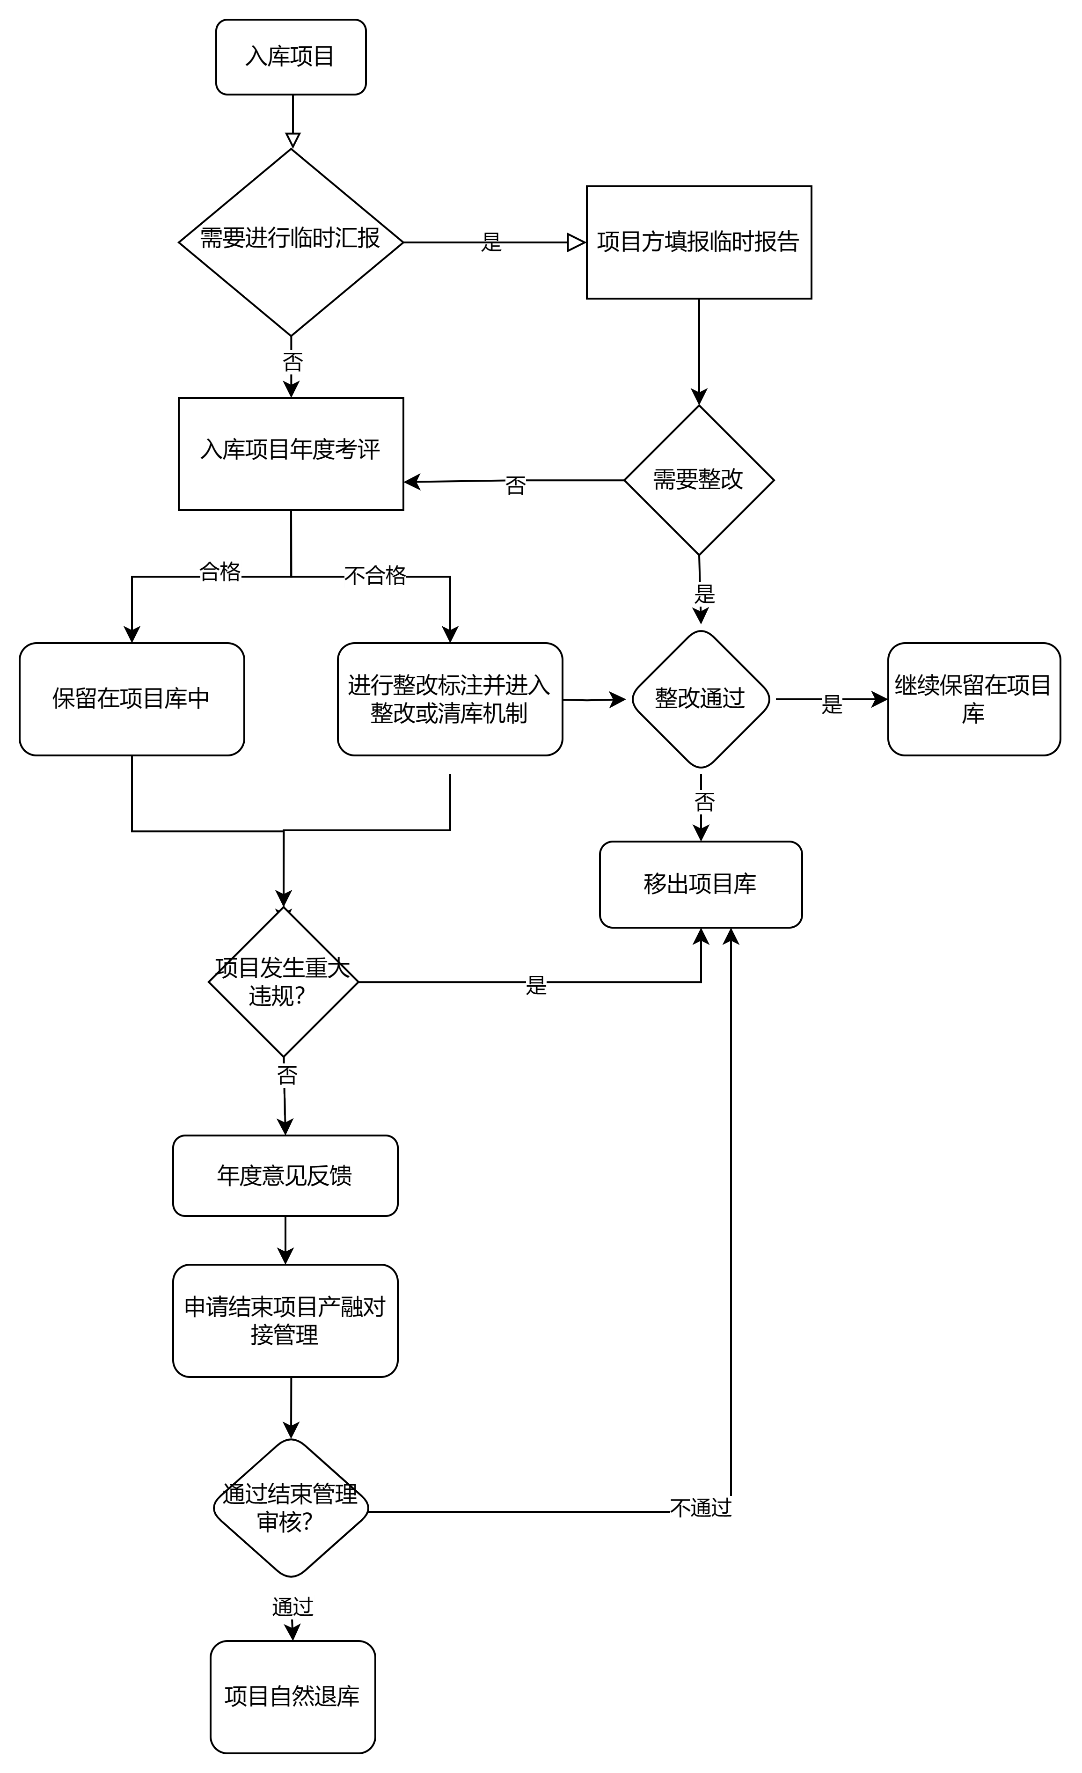 入库项目
需要进行临时汇报
是
项目方填报临时报告
否
入库项目年度考评
否
需要整改
合格
不合格
是
保留在项目库中
进行整改标注并进入
整改或清库机制
整改通过
是
继续保留在项目
库
否
移出项目库
项目发生重大
违规?
是
否
年度意见反馈
申请结束项目产融对
接管理
通过结束管理
审核?
不通过
通过
项目自然退库